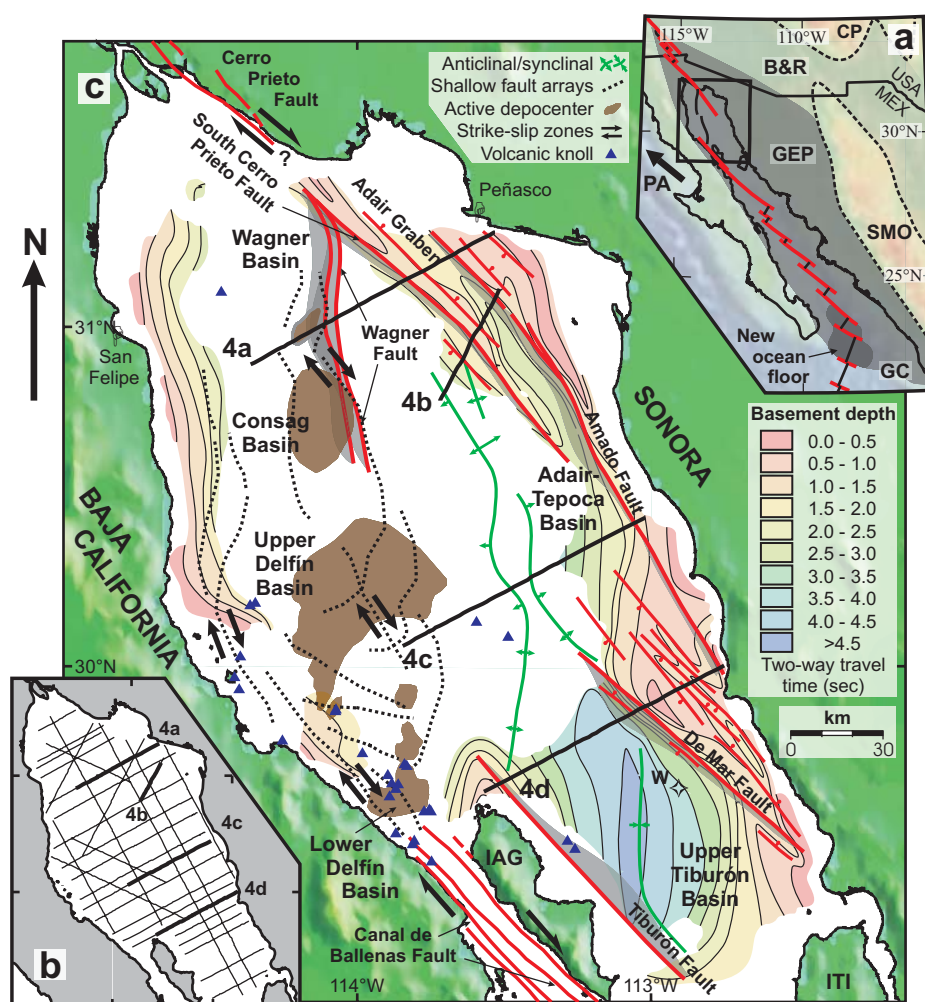 a
115°W
110°W
CP
B&R
USA
MEX
30°N
GEP
PA
SMO
25°N
New
ocean
floor
GC
c
Cerro
Prieto
Fault
Anticlinal/synclinal
Shallow fault arrays
Active depocenter
Strike-slip zones
Volcanic knoll
?
South Cerro
Prieto Fault
Adair Graben
Peñasco
N
Wagner
Basin
31°N
4a
Wagner
Fault
San
Felipe
4b
Consag
Basin
SONORA
Amado Fault
Adair-
Tepoca
Basin
BAJA
CALIFORNIA
Upper
Delfín
Basin
Basement depth
0.0 - 0.5
0.5 - 1.0
1.0 - 1.5
1.5 - 2.0
2.0 - 2.5
2.5 - 3.0
3.0 - 3.5
3.5 - 4.0
4.0 - 4.5
>4.5
Two-way travel
time (sec)
km
0
30
30°N
4c
De Mar Fault
4d
W
Lower
Delfín
Basin
IAG
Upper
Tiburón
Basin
Tiburón Fault
Canal de
Ballenas Fault
114°W
113°W
ITI
4a
4b
4c
4d
b